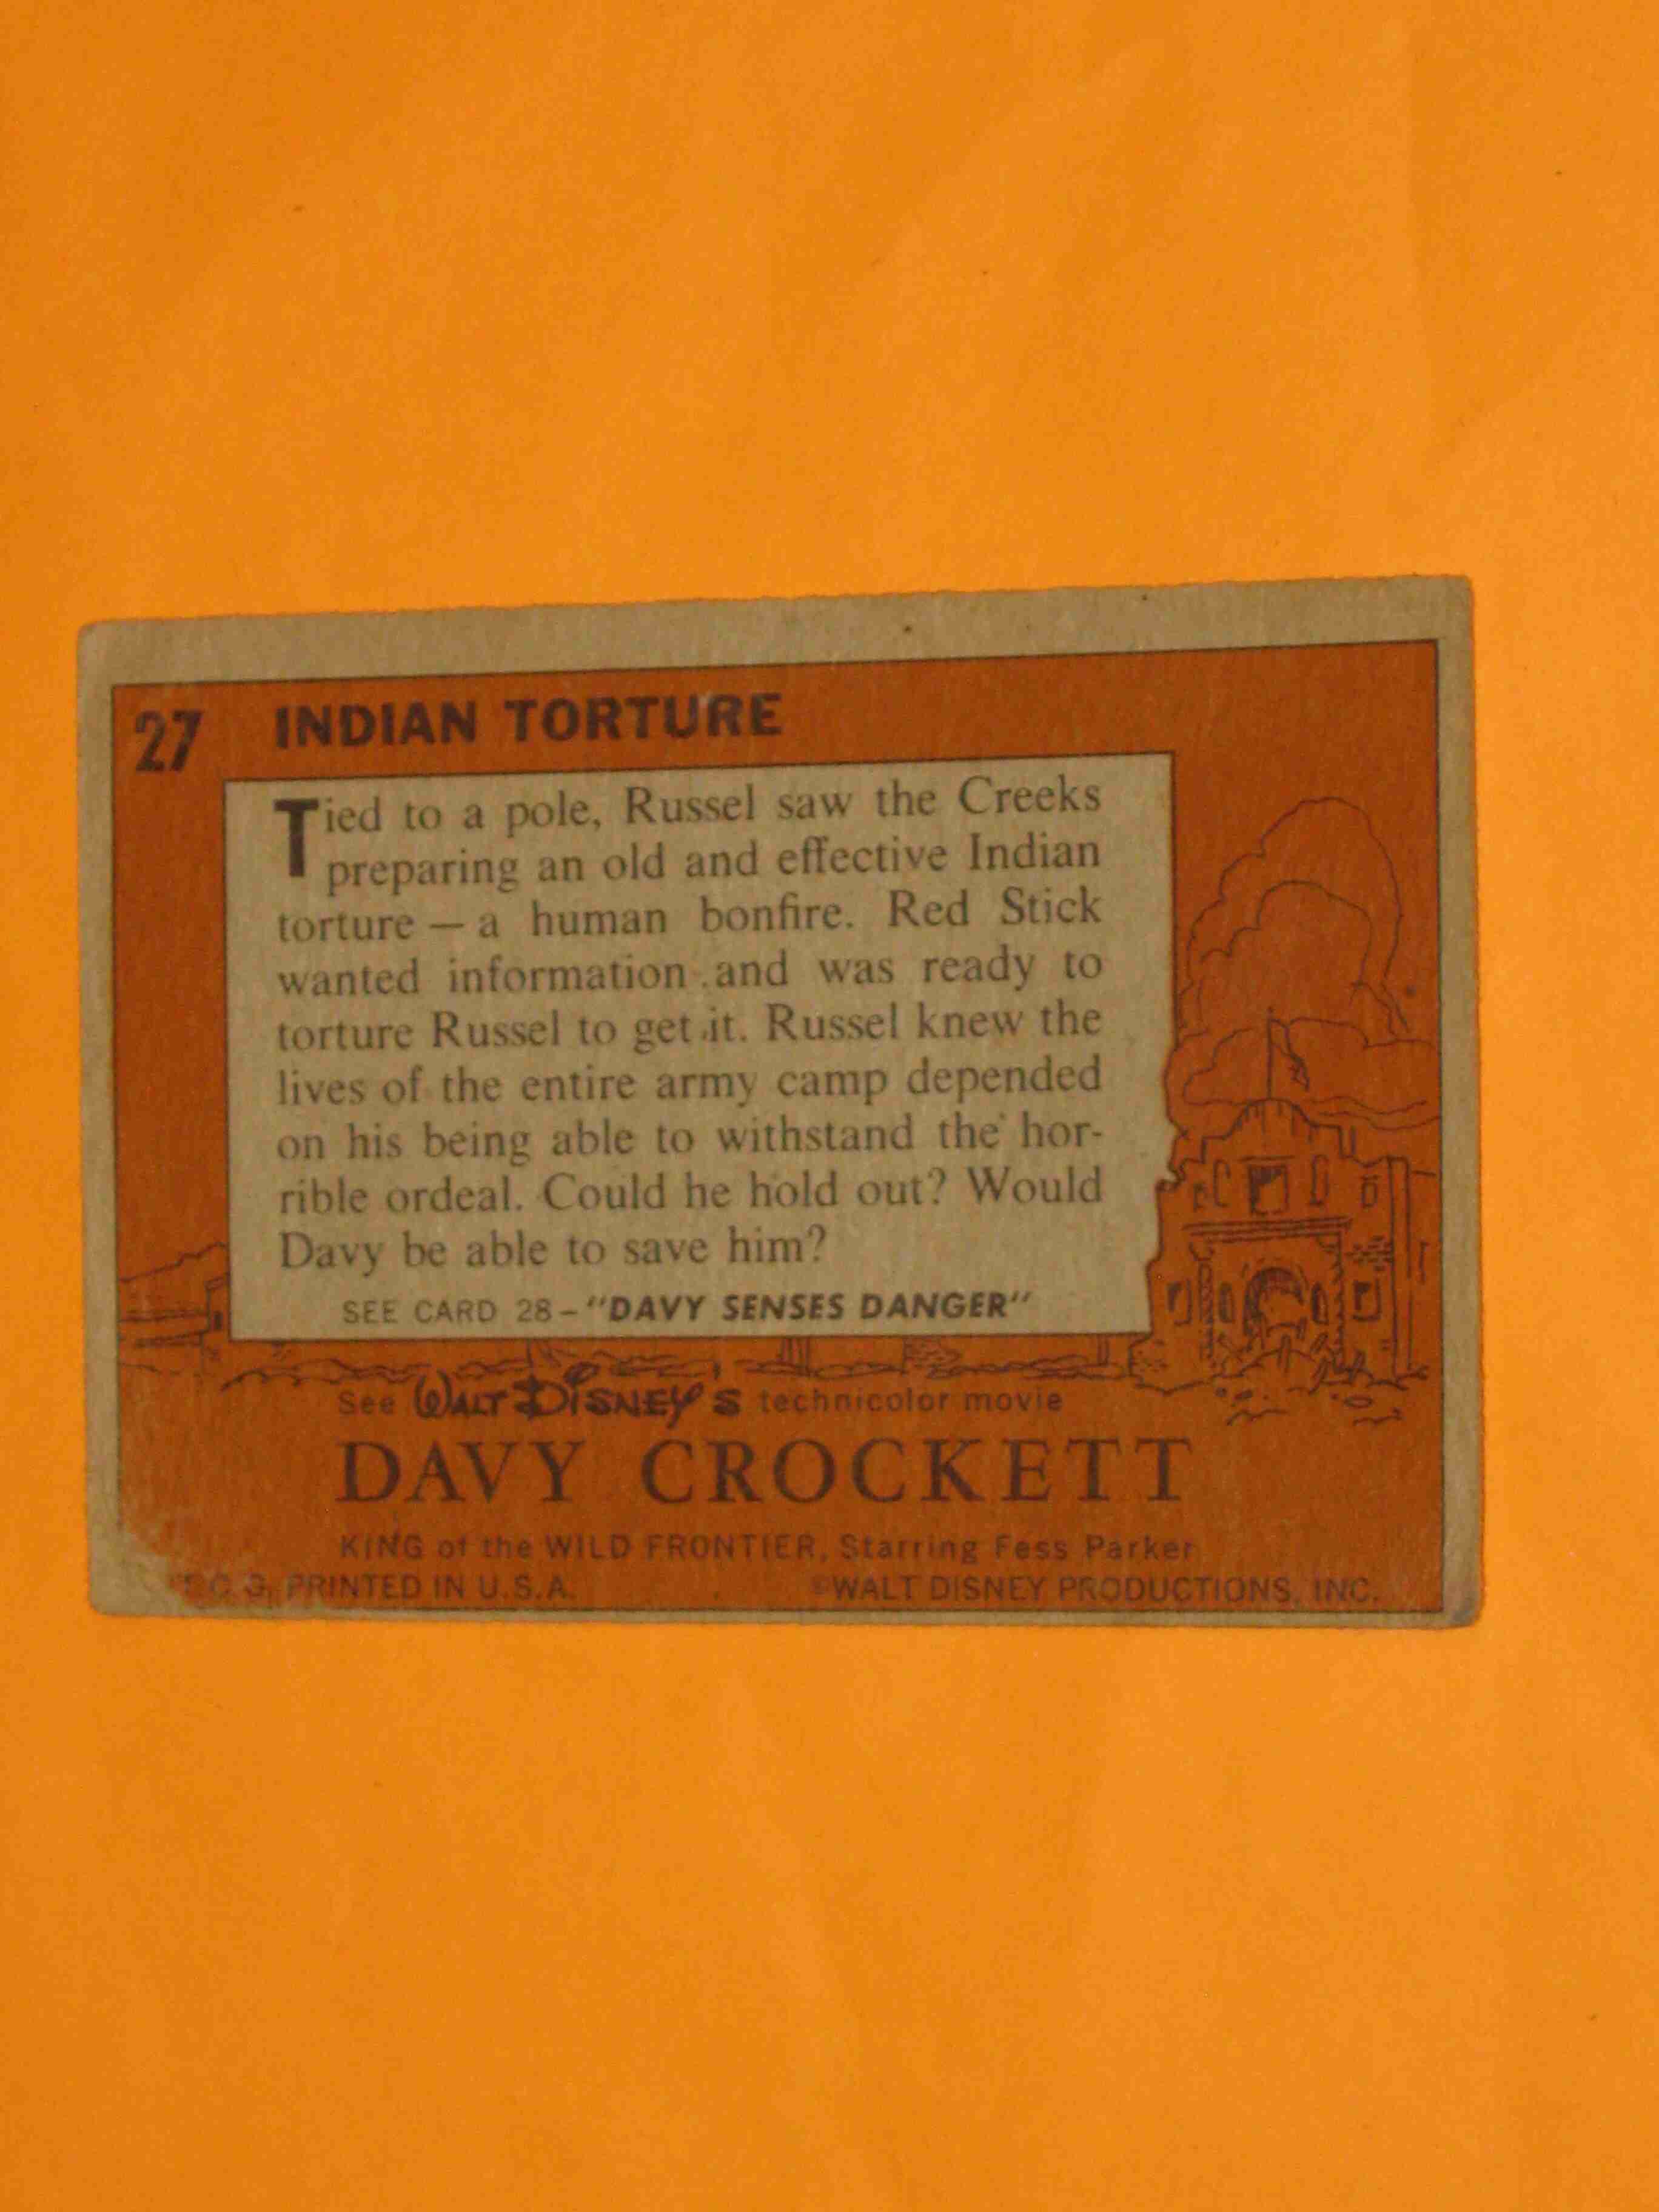 27 INDIAN TORTURE
Tied to a pole, Russel saw the Creeks
preparing an old and effective Indian
torture — a human bonfire. Red Stick
wanted information and was ready to
torture Russel to get it. Russel knew the
lives of the entire army camp depended
on his being able to withstand the hor-
rible ordeal. Could he hold out? Would
Davy be able to save him?
SEE CARD 28—"DAVY SENSES DANGER"
See WALT DISNEY'S technicolor movie
DAVY CROCKETT
KING of the WILD FRONTIER, Starring Fess Parker
PRINTED IN U.S.A. ©WALT DISNEY PRODUCTIONS, INC.